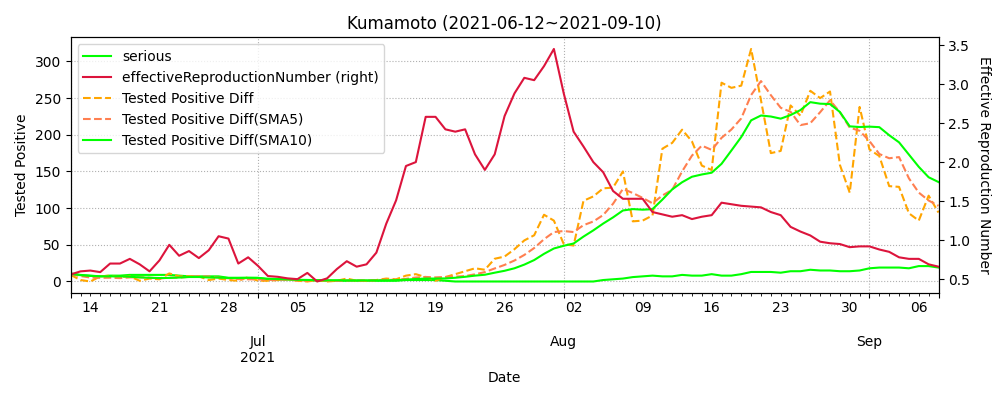 Kumamoto (2021-06-12~2021-09-10)
serious
effectiveReproductionNumber (right)
Tested Positive Diff
Tested Positive Diff(SMA5)
Tested Positive Diff(SMA10)
Tested Positive
300
250
200
150
100
50
0
3.5
3.0
2.5
2.0
1.5
1.0
0.5
Effective Reproduction Number
14 21 28 05 12 19 26 02 09 16 23 30 06
Jul Aug Sep
2021
Date